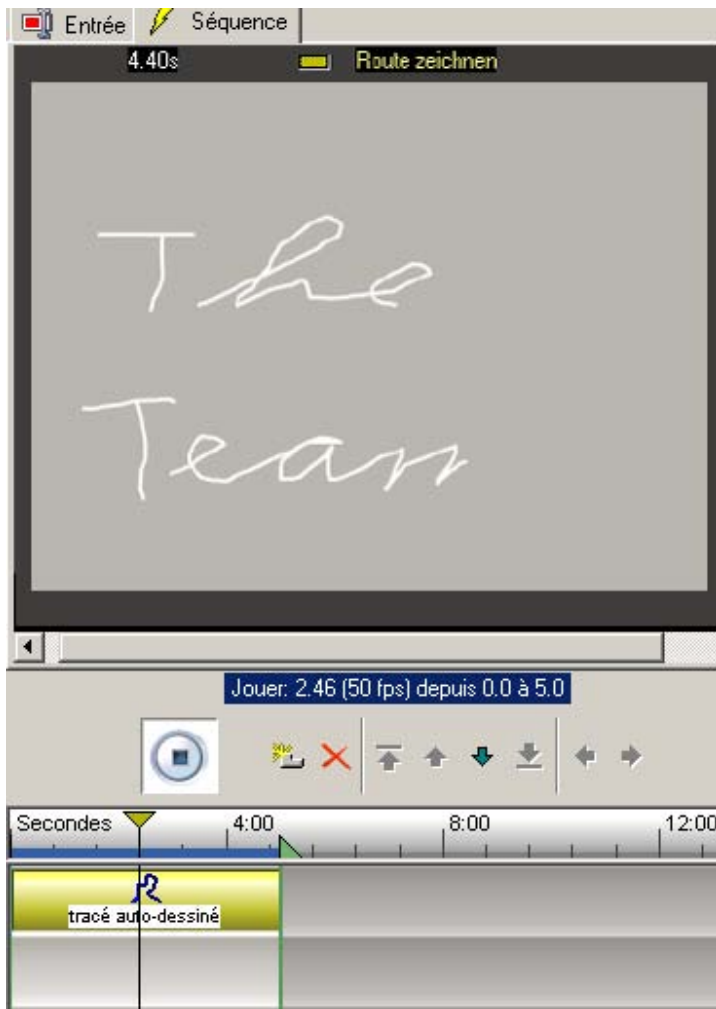 Entrée Séquence
4.40s Route zeichnen
The
Team
Jouer: 2.46 (50 fps) depuis 0.0 à 5.0
Secondes 4:00 8:00 12:00
tracé auto-dessiné